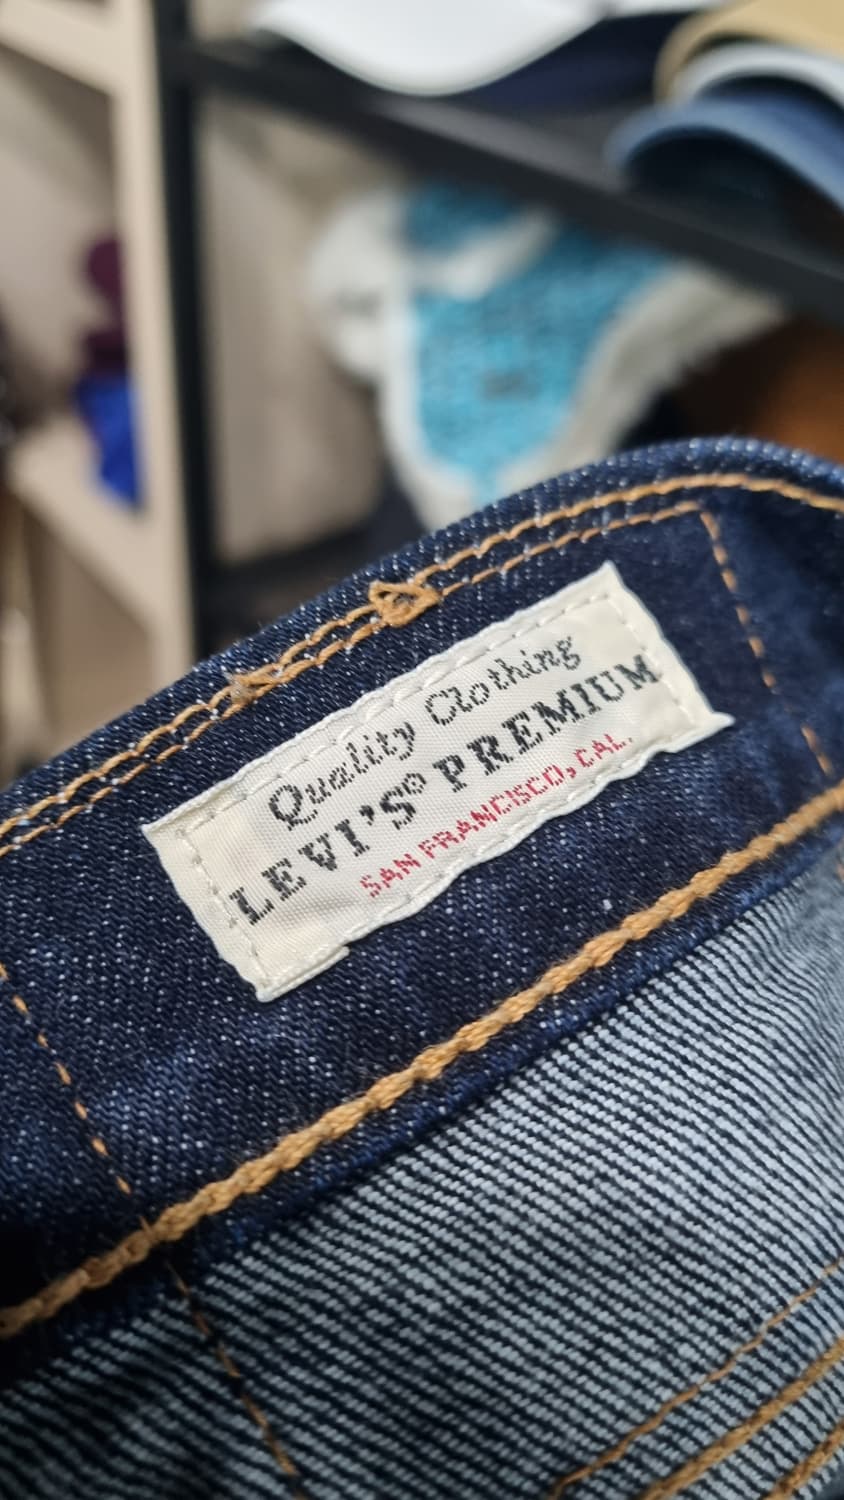 Quality Clothing
LEVI'S® PREMIUM
SAN FRANCISCO, CAL.